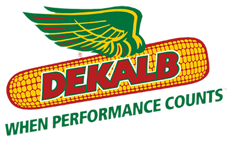 DEKALB
WHEN PERFORMANCE COUNTS